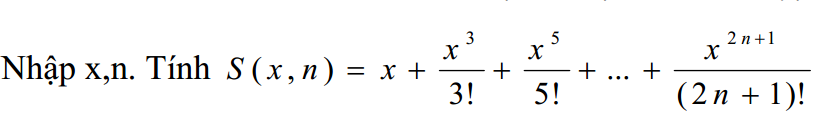 Nhập x,n. Tính S(x,n) = x + x^3/3! + x^5/5! + ... + x^{2n+1}/(2n + 1)!